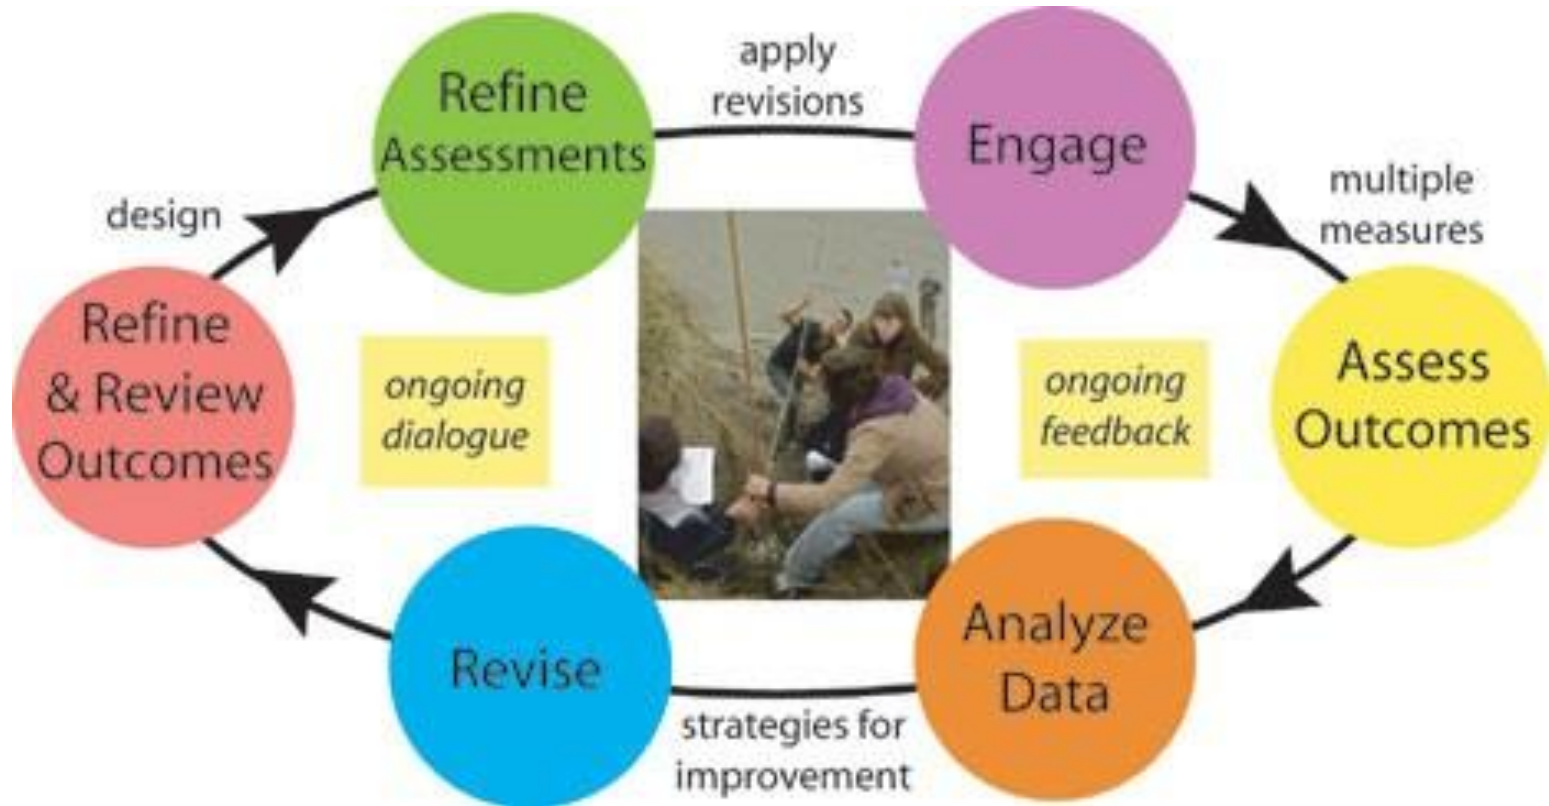 Refine
Assessments
apply
revisions
Engage
multiple
measures
Assess
Outcomes
Analyze
Data
strategies for
improvement
Revise
Refine
& Review
Outcomes
design
ongoing
dialogue
ongoing
feedback